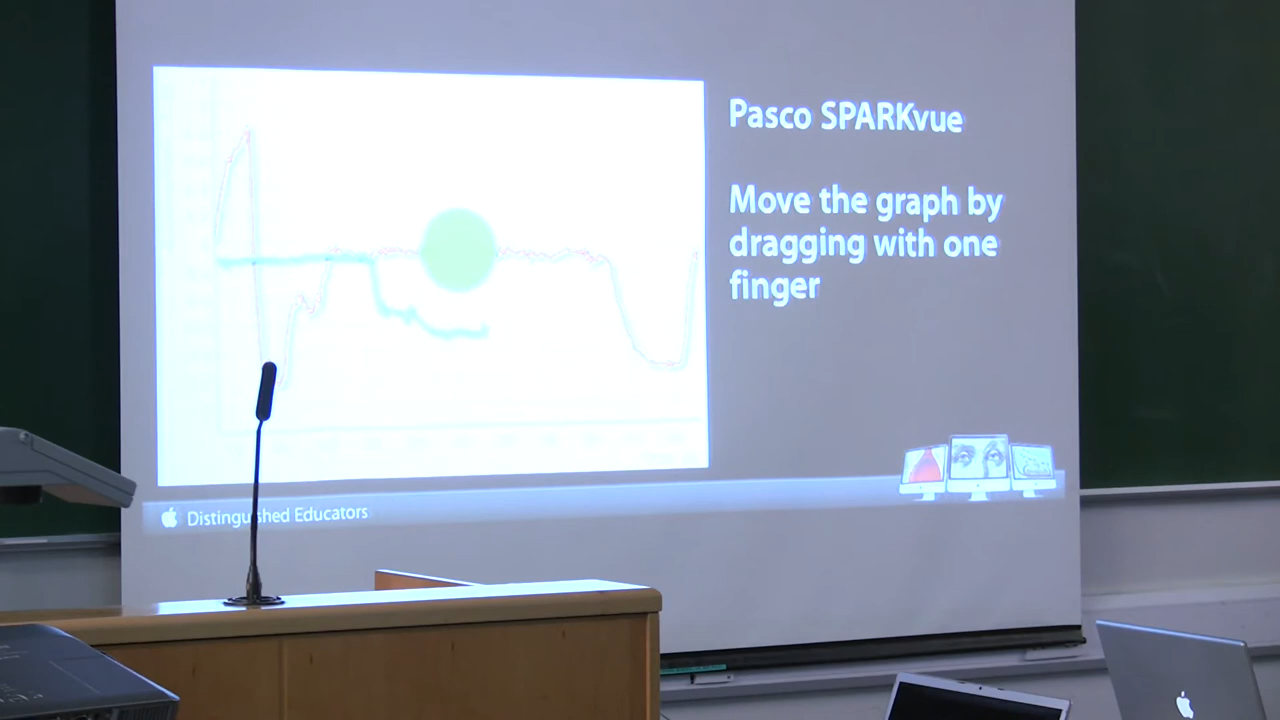 Pasco SPARKvue
Move the graph by
dragging with one
finger
Distinguished Educators